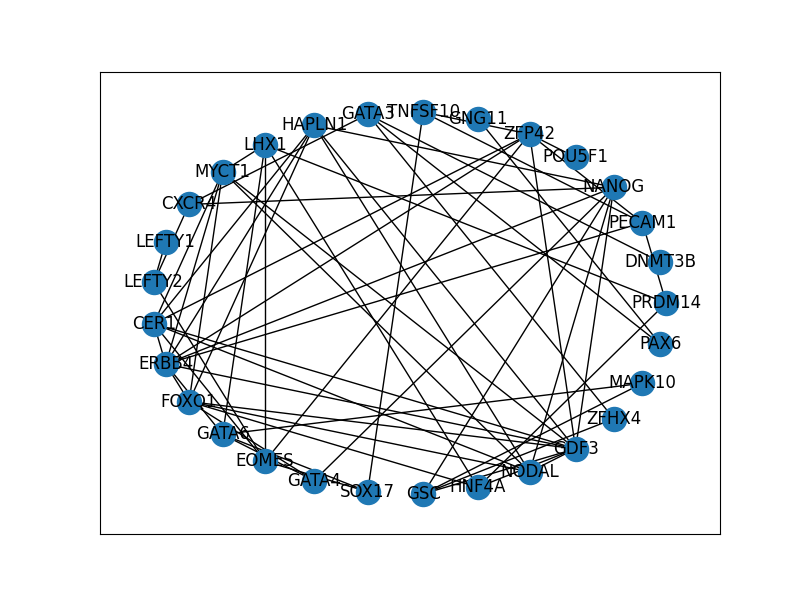 TNFSF10
GATA3
GNG11
HAPLN1
ZFP42
LHX1
POU5F1
MYCT1
NANOG
CXCR4
PECAM1
LEFTY1
DNMT3B
LEFTY2
PRDM14
CER1
PAX6
ERBB4
MAPK10
FOXO1
ZFHX4
GATA6
GDF3
EOMES
NODAL
GATA4
HNF4A
SOX17
GSC